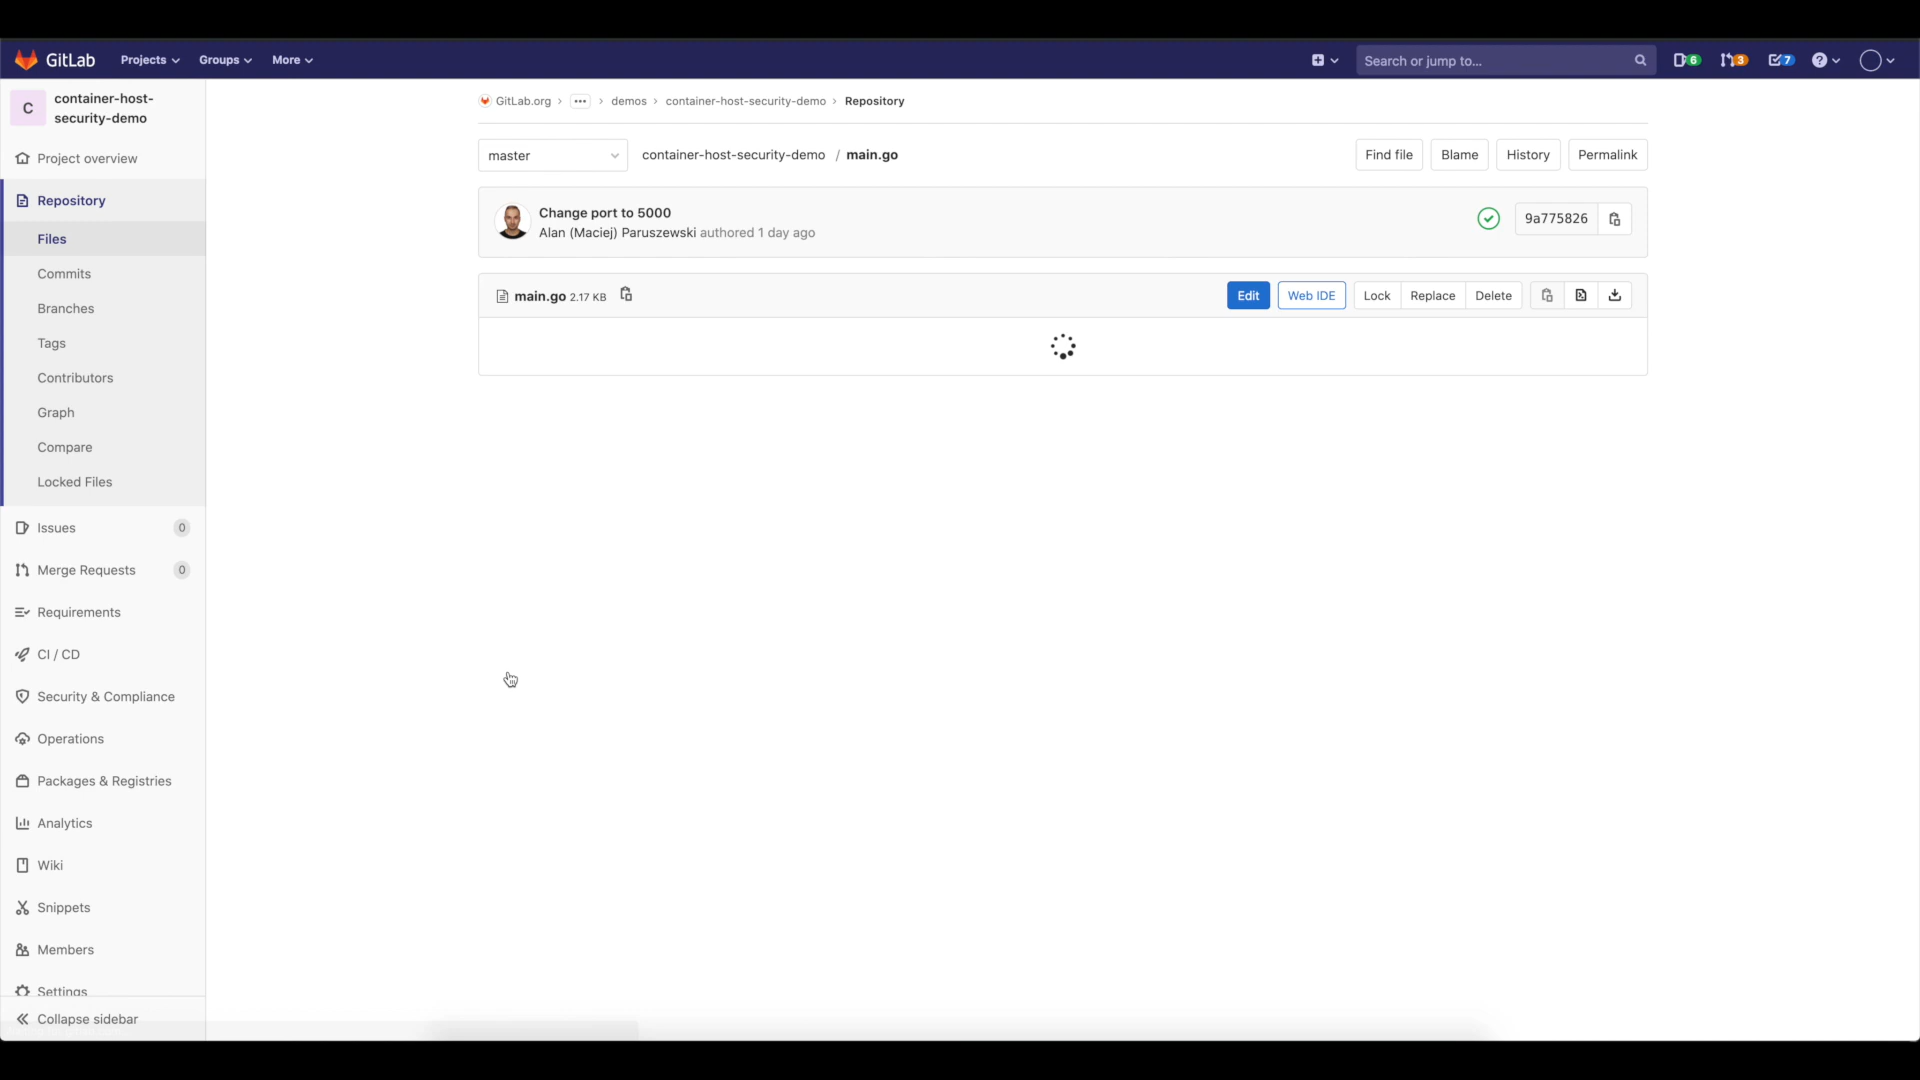 GitLab Projects Groups More Search or jump to... 6 3 7
C container-host-
security-demo
GitLab.org > ••• > demos > container-host-security-demo > Repository
master container-host-security-demo / main.go Find file Blame History Permalink
Project overview
Repository
Files
Commits
Branches
Tags
Contributors
Graph
Compare
Locked Files
Issues 0
Merge Requests 0
Requirements
CI / CD
Security & Compliance
Operations
Packages & Registries
Analytics
Wiki
Snippets
Members
Settings
Collapse sidebar
Change port to 5000
Alan (Maciej) Paruszewski authored 1 day ago
9a775826
main.go 2.17 KB Edit Web IDE Lock Replace Delete